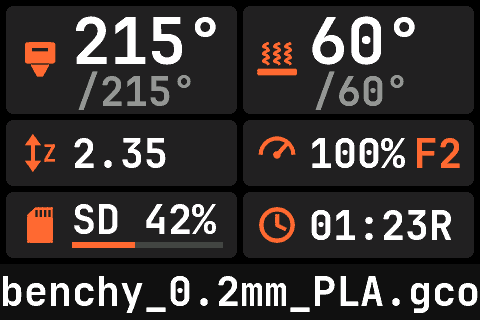 215° 60°
/215° /60°
Z 2.35 100% F2
SD 42% 01:23R
benchy_0.2mm_PLA.gco